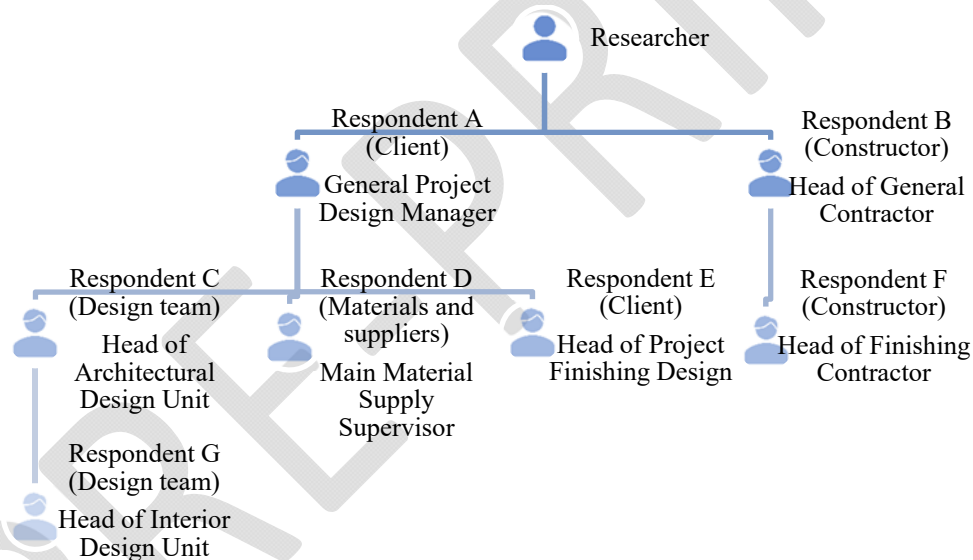 Researcher
Respondent A
(Client)
General Project
Design Manager
Respondent B
(Constructor)
Head of General
Contractor
Respondent C
(Design team)
Head of
Architectural
Design Unit
Respondent D
(Materials and
suppliers)
Main Material
Supply
Supervisor
Respondent E
(Client)
Head of Project
Finishing Design
Respondent F
(Constructor)
Head of Finishing
Contractor
Respondent G
(Design team)
Head of Interior
Design Unit